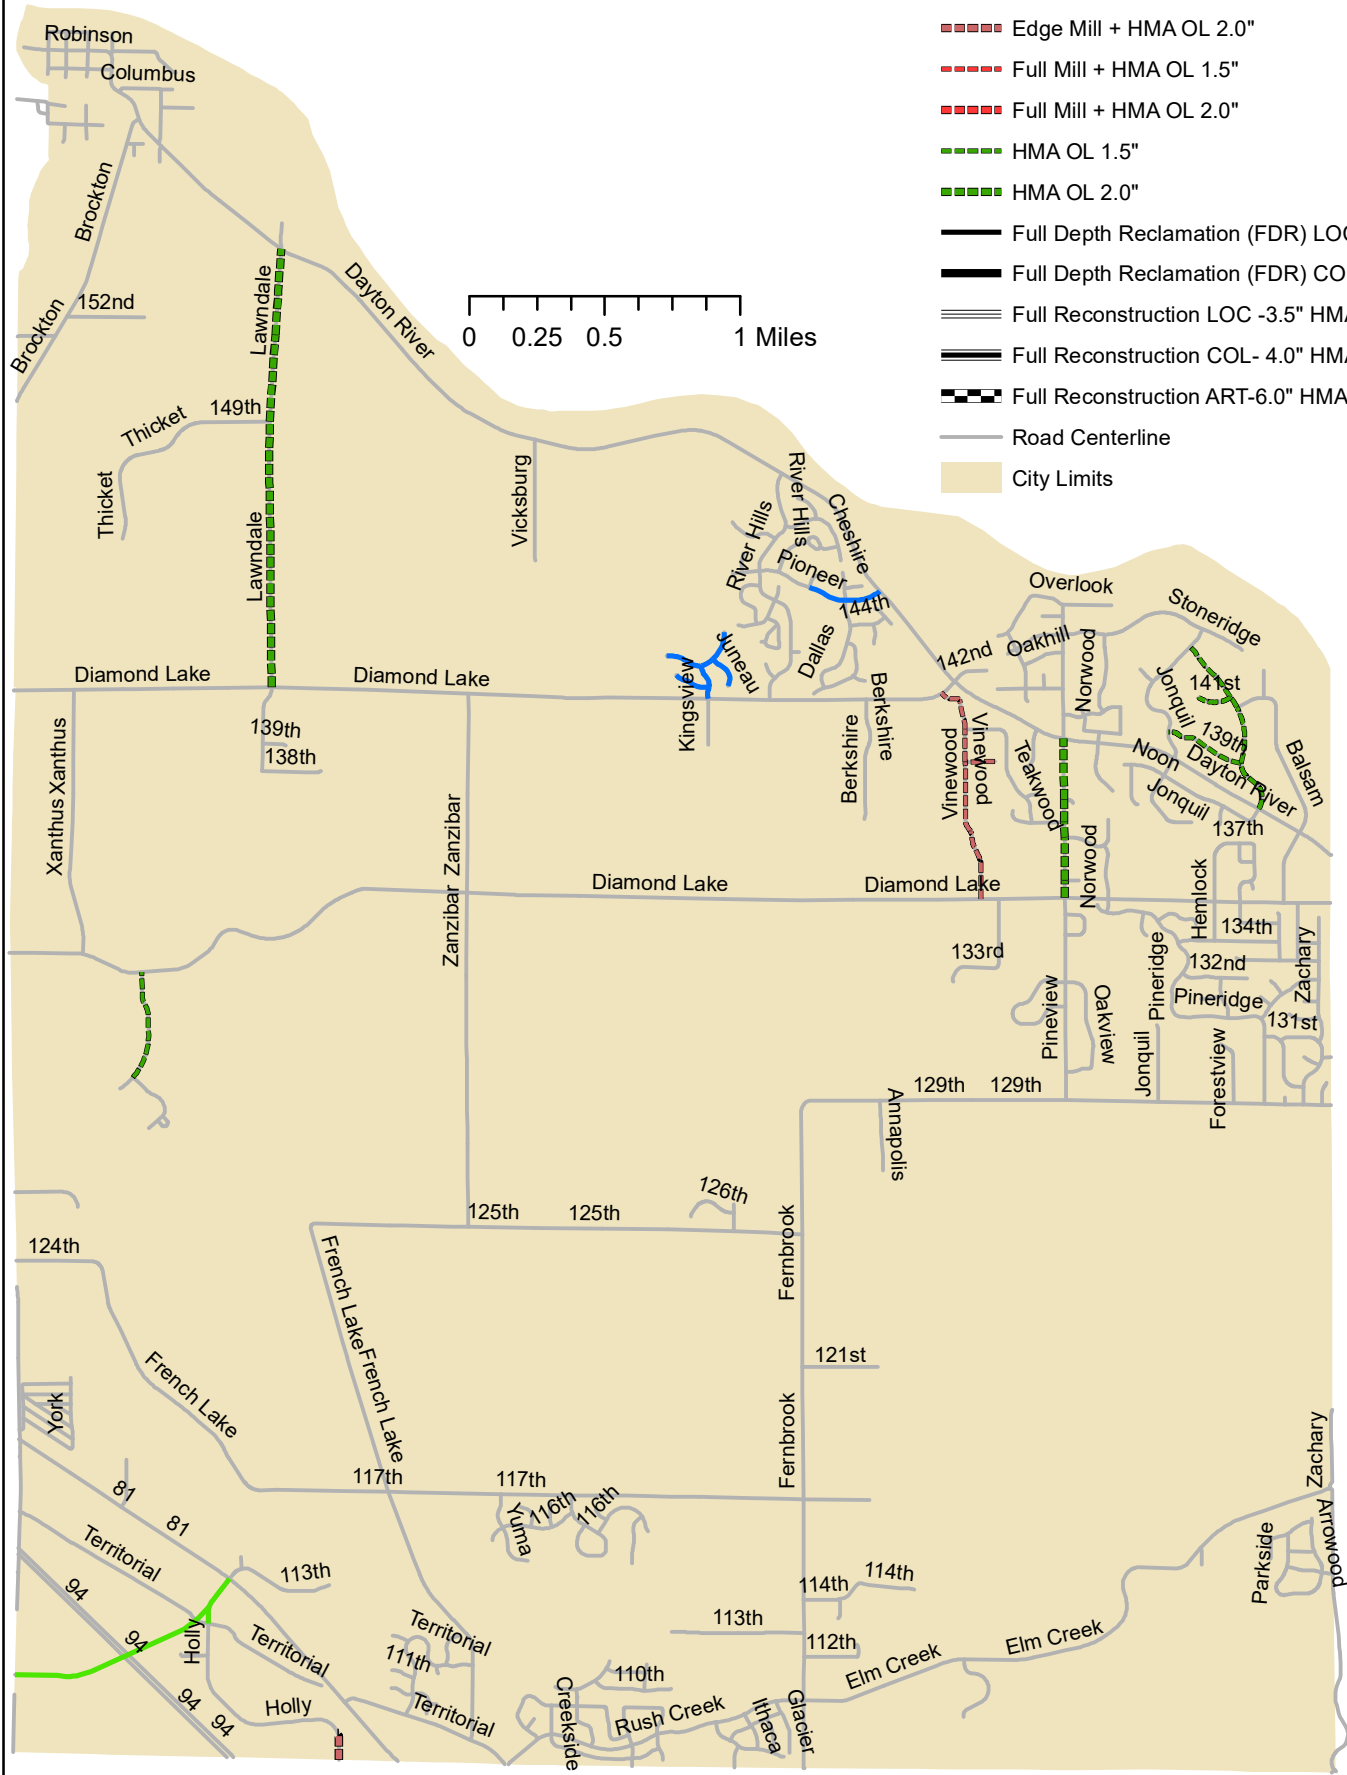 Edge Mill + HMA OL 2.0"
Full Mill + HMA OL 1.5"
Full Mill + HMA OL 2.0"
HMA OL 1.5"
HMA OL 2.0"
Full Depth Reclamation (FDR) LOC
Full Depth Reclamation (FDR) CO
Full Reconstruction LOC -3.5" HMA
Full Reconstruction COL- 4.0" HMA
Full Reconstruction ART-6.0" HMA
Road Centerline
City Limits
0 0.25 0.5 1 Miles
Robinson
Columbus
Brockton
Brockton
152nd
Lawndale
Dayton River
149th
Thicket
Thicket
Lawndale
Vicksburg
River Hills
River Hills
Cheshire
Pioneer
144th
Dallas
Juneau
Kingsview
Berkshire
Berkshire
Overlook
Oakhill
142nd
Norwood
Stoneridge
Jonquil
141st
139th
Dayton River
Noon
Jonquil
Balsam
137th
Diamond Lake
Diamond Lake
139th
138th
Xanthus
Xanthus
Zanzibar
Zanzibar
Vinewood
Vinewood
Teakwood
Norwood
Diamond Lake
Diamond Lake
Hemlock
134th
133rd
132nd
Zachary
Pineridge
Pineridge
131st
Pineview
Oakview
Jonquil
Forestview
129th
129th
Annapolis
126th
125th
125th
124th
Fernbrook
French Lake
French Lake
French Lake
121st
York
Fernbrook
Zachary
117th
117th
116th
116th
Yuma
81
81
Territorial
94
94
94
94
113th
Holly
Territorial
Territorial
111th
Territorial
Holly
114th
114th
113th
112th
110th
Creekside
Rush Creek
Ithaca
Glacier
Elm Creek
Elm Creek
Parkside
Arrowood